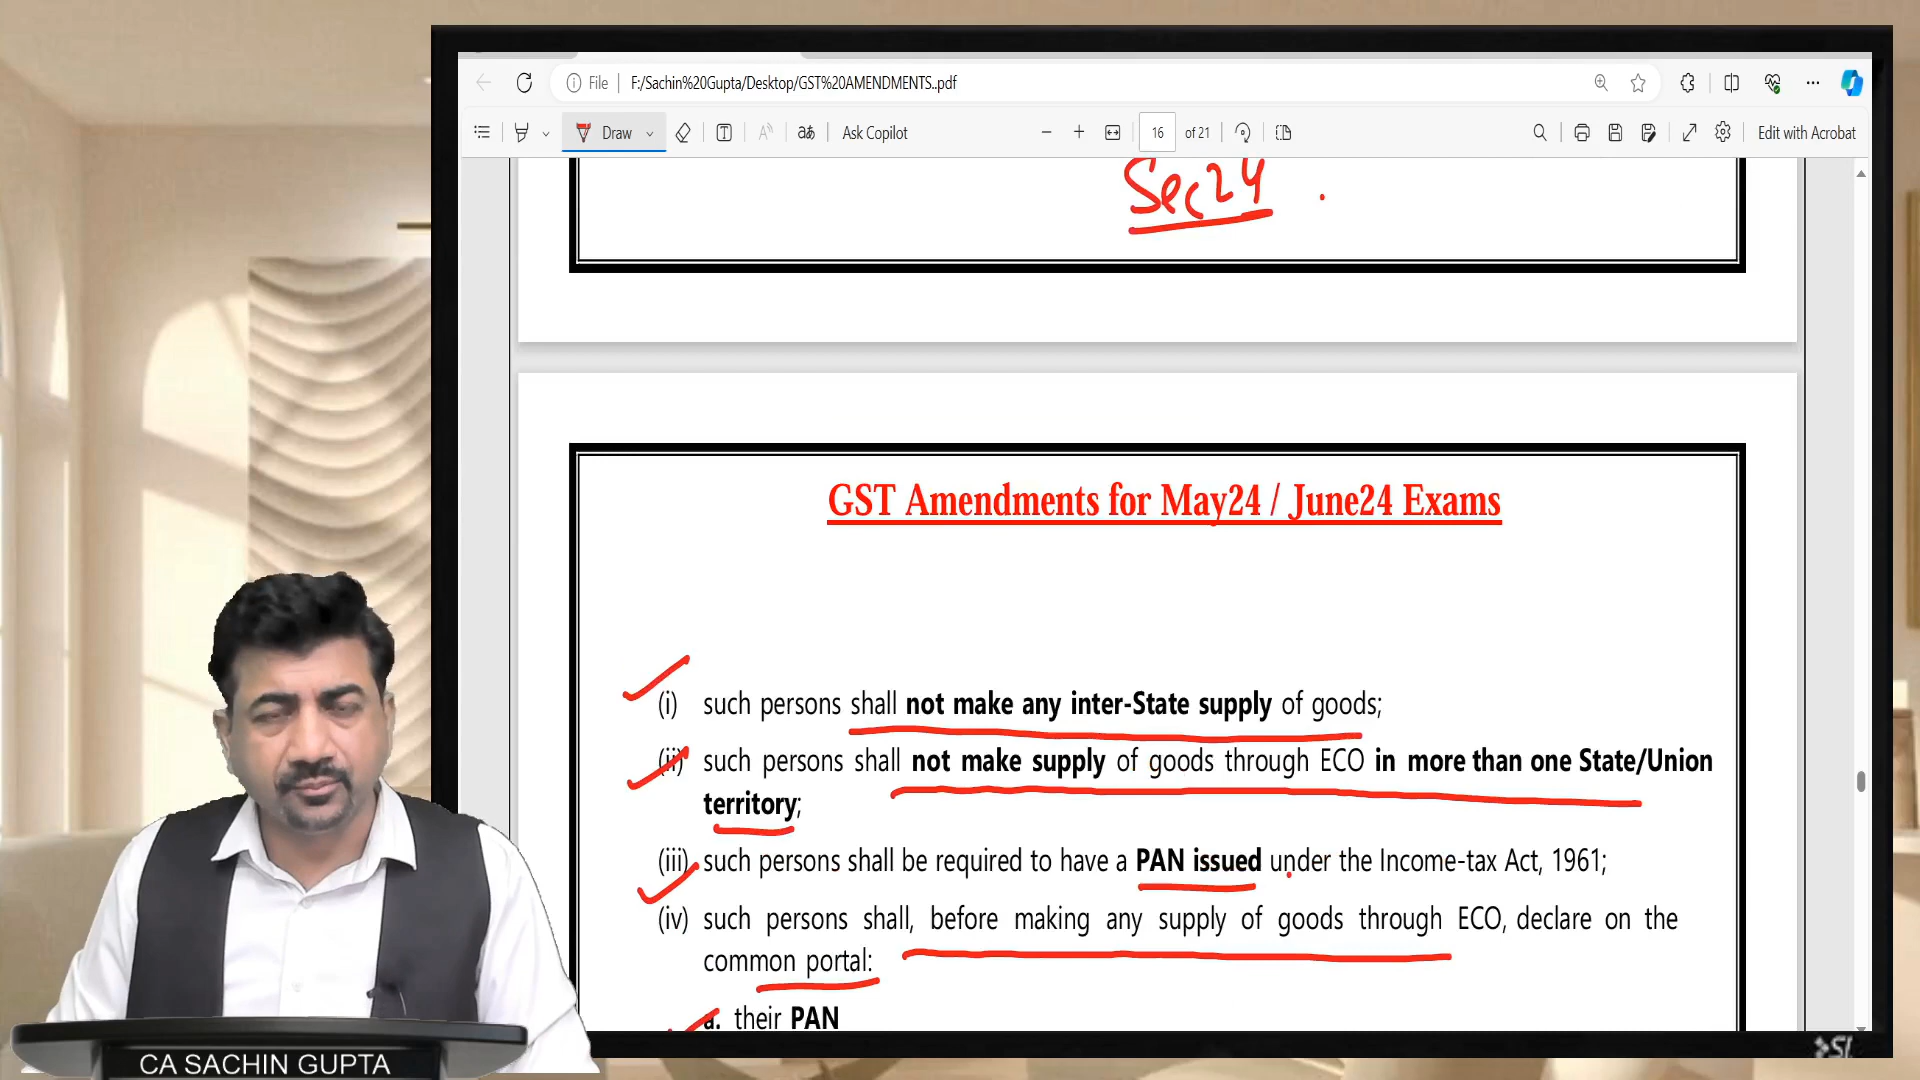 File F:/Sachin%20Gupta/Desktop/GST%20AMENDMENTS..pdf
Draw Ask Copilot 16 of 21 Edit with Acrobat
Sec 24
GST Amendments for May24 / June24 Exams
(i) such persons shall not make any inter-State supply of goods;
(ii) such persons shall not make supply of goods through ECO in more than one State/Union
territory;
(iii) such persons shall be required to have a PAN issued under the Income-tax Act, 1961;
(iv) such persons shall, before making any supply of goods through ECO, declare on the
common portal:
a. their PAN
CA SACHIN GUPTA